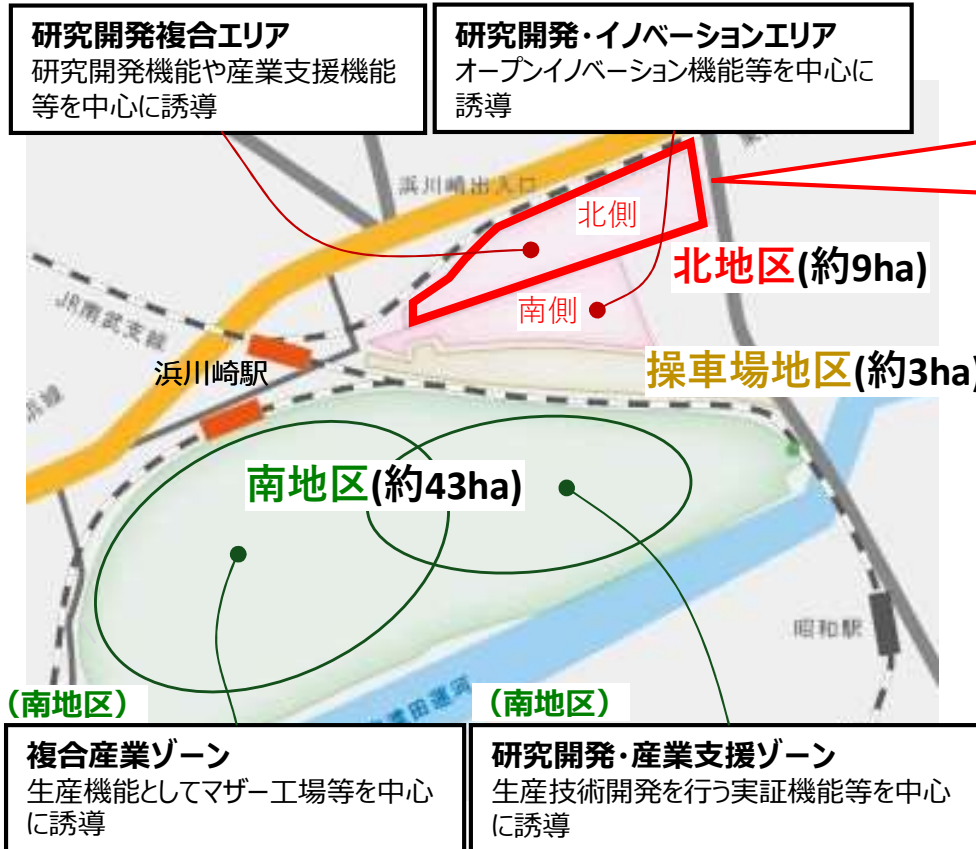 研究開発複合エリア
研究開発機能や産業支援機能
等を中心に誘導
研究開発・イノベーションエリア
オープンイノベーション機能等を中心に
誘導
浜川崎出入口
北側
北地区(約9ha)
南側
JR南武支線
浜川崎駅
操車場地区(約3ha)
南地区(約43ha)
昭和駅
(南地区)
複合産業ゾーン
生産機能としてマザー工場等を中心
に誘導
(南地区)
研究開発・産業支援ゾーン
生産技術開発を行う実証機能等を中心
に誘導